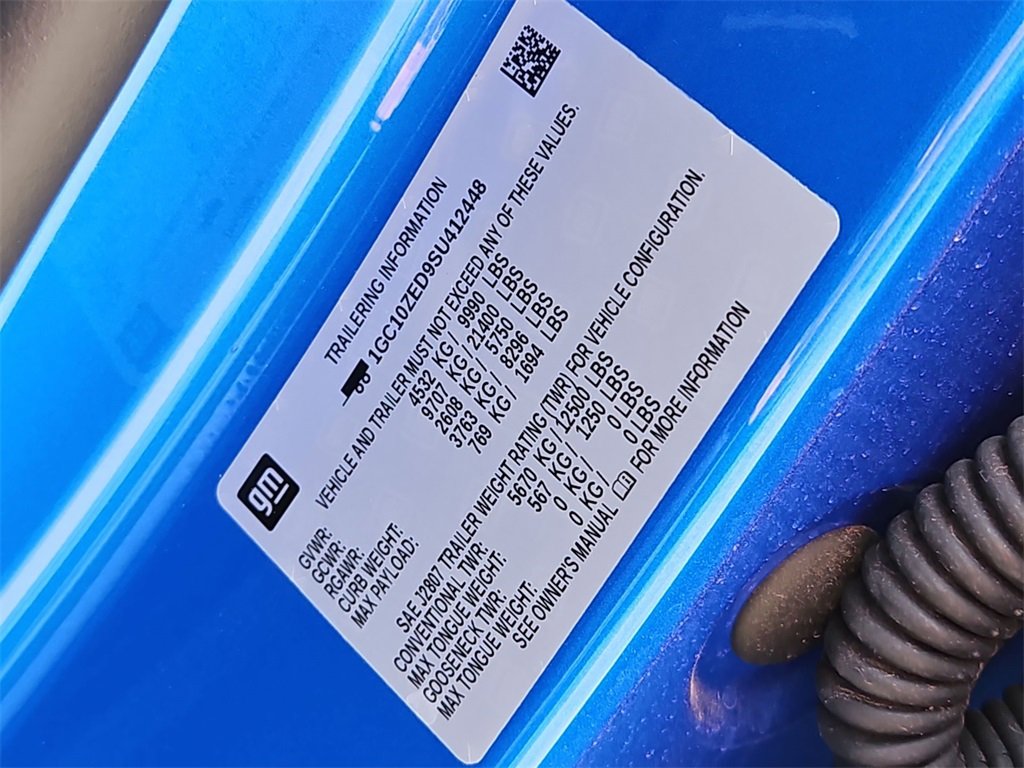 gm
TRAILERING INFORMATION
1GC10ZED9SU412448
VEHICLE AND TRAILER MUST NOT EXCEED ANY OF THESE VALUES.
GVWR: 4532 KG/ 9990 LBS
GCWR: 9707 KG/ 21400 LBS
RGAWR: 2608 KG/ 5750 LBS
CURB WEIGHT: 3763 KG/ 8296 LBS
MAX PAYLOAD: 769 KG/ 1694 LBS
SAE J2807 TRAILER WEIGHT RATING (TWR) FOR VEHICLE CONFIGURATION.
CONVENTIONAL TWR: 5670 KG/ 12500 LBS
MAX TONGUE WEIGHT: 567 KG/ 1250 LBS
GOOSENECK TWR: 0 KG/ 0 LBS
MAX TONGUE WEIGHT: 0 KG/ 0 LBS
SEE OWNER'S MANUAL FOR MORE INFORMATION